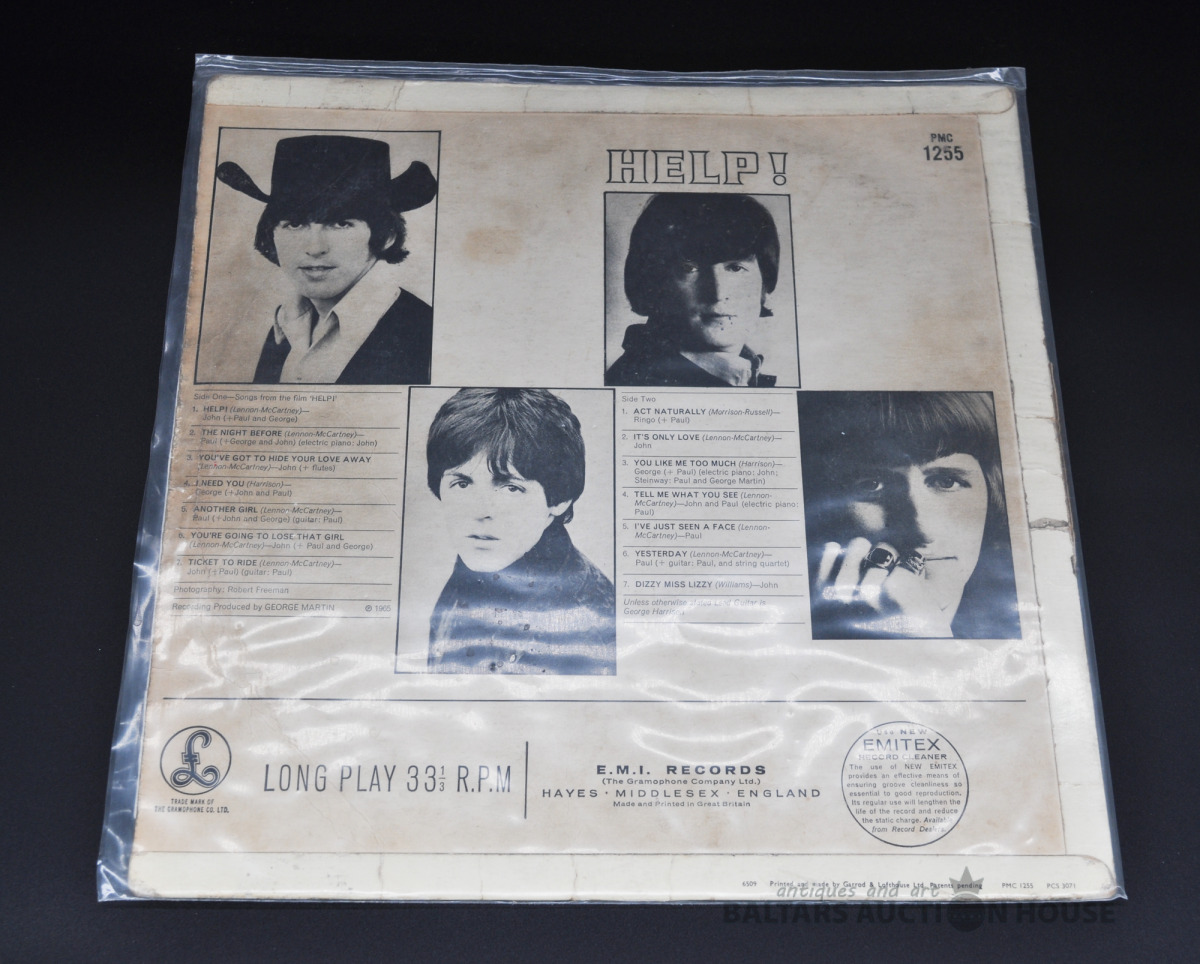 PMC
1255
HELP!
Side One—Songs from the film 'HELP!'
1. HELP! (Lennon-McCartney)—
John (+Paul and George)
2. THE NIGHT BEFORE (Lennon-McCartney)—
Paul (+George and John) (electric piano: John)
3. YOU'VE GOT TO HIDE YOUR LOVE AWAY
(Lennon-McCartney)—John (+ flutes)
4. I NEED YOU (Harrison)—
George (+John and Paul)
5. ANOTHER GIRL (Lennon-McCartney)—
Paul (+John and George) (guitar: Paul)
6. YOU'RE GOING TO LOSE THAT GIRL
(Lennon-McCartney)—John (+ Paul and George)
7. TICKET TO RIDE (Lennon-McCartney)—
John (+Paul) (guitar: Paul)
Photography: Robert Freeman
Recording Produced by GEORGE MARTIN ℗ 1965
Side Two
1. ACT NATURALLY (Morrison-Russell)—
Ringo (+ Paul)
2. IT'S ONLY LOVE (Lennon-McCartney)—
John
3. YOU LIKE ME TOO MUCH (Harrison)—
George (+ Paul) (electric piano: John;
Steinway: Paul and George Martin)
4. TELL ME WHAT YOU SEE (Lennon-
McCartney)—John and Paul (electric piano:
Paul)
5. I'VE JUST SEEN A FACE (Lennon-
McCartney)—Paul
6. YESTERDAY (Lennon-McCartney)—
Paul (+ guitar: Paul, and string quartet)
7. DIZZY MISS LIZZY (Williams)—John
Unless otherwise stated Lead Guitar is
George Harrison
£
TRADE MARK OF
THE GRAMOPHONE CO. LTD.
LONG PLAY 33⅓ R.P.M
E.M.I. RECORDS
(The Gramophone Company Ltd.)
HAYES · MIDDLESEX · ENGLAND
Made and Printed in Great Britain
Use NEW
EMITEX
RECORD CLEANER
The use of NEW EMITEX
provides an effective means of
ensuring groove cleanliness so
essential to good reproduction.
Its regular use will lengthen the
life of the record and reduce
the static charge. Available
from Record Dealers
6509 Printed and made by Garrod & Lofthouse Ltd. Patents pending PMC 1255 PCS 3071
antiques and art
BALTARS AUCTION HOUSE